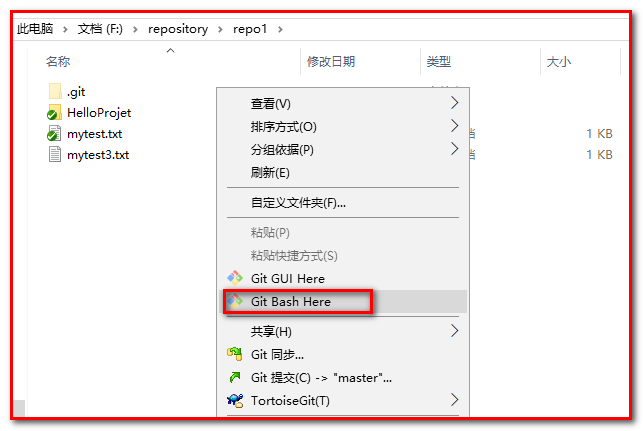 此电脑 > 文档 (F:) > repository > repo1 >
名称 修改日期 类型 大小
.git
HelloProjet
mytest.txt 1 KB
mytest3.txt 1 KB
查看(V)
排序方式(O)
分组依据(P)
刷新(E)
自定义文件夹(F)...
粘贴(P)
粘贴快捷方式(S)
Git GUI Here
Git Bash Here
共享(H)
Git 同步...
Git 提交(C) -> "master"...
TortoiseGit(T)